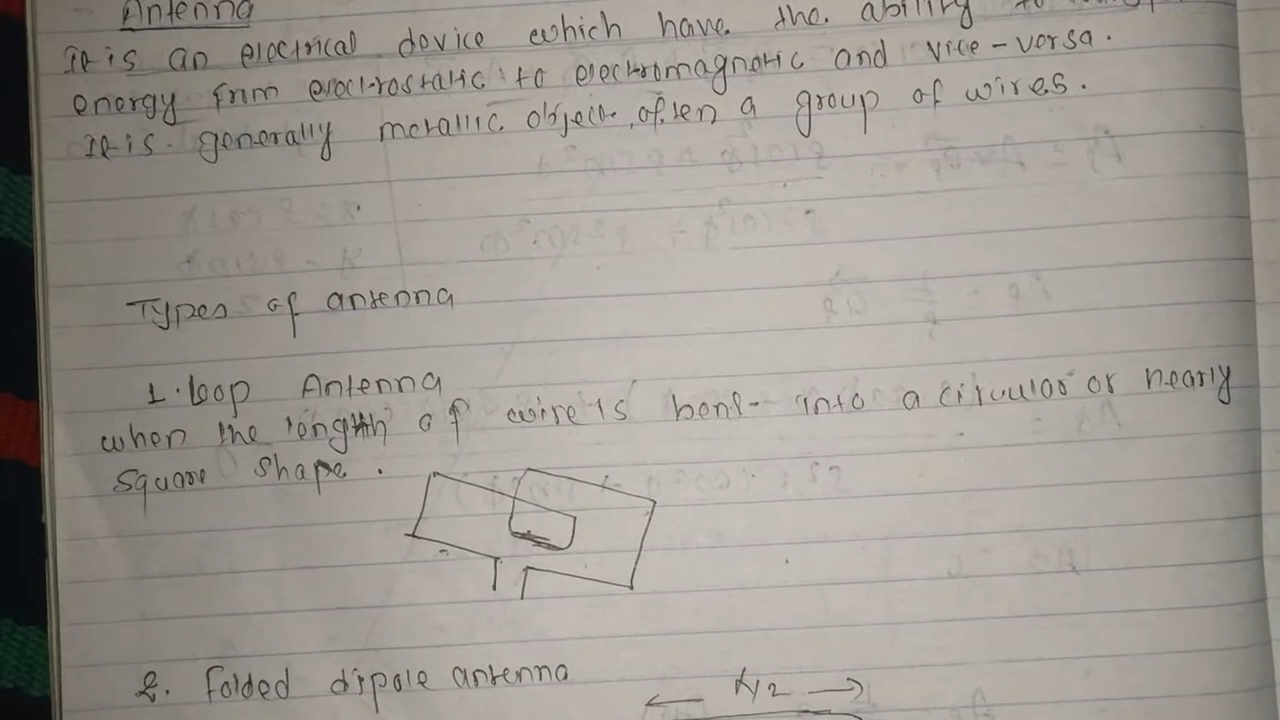 Antenna
It is an electrical device which have the ability to
energy from electrostatic to electromagnetic and vice-versa.
It is generally metallic object, often a group of wires.
Types of antenna
1. Loop Antenna
when the length of wire is bent into a circular or nearly
square shape.
2. Folded dipole antenna
λ/2